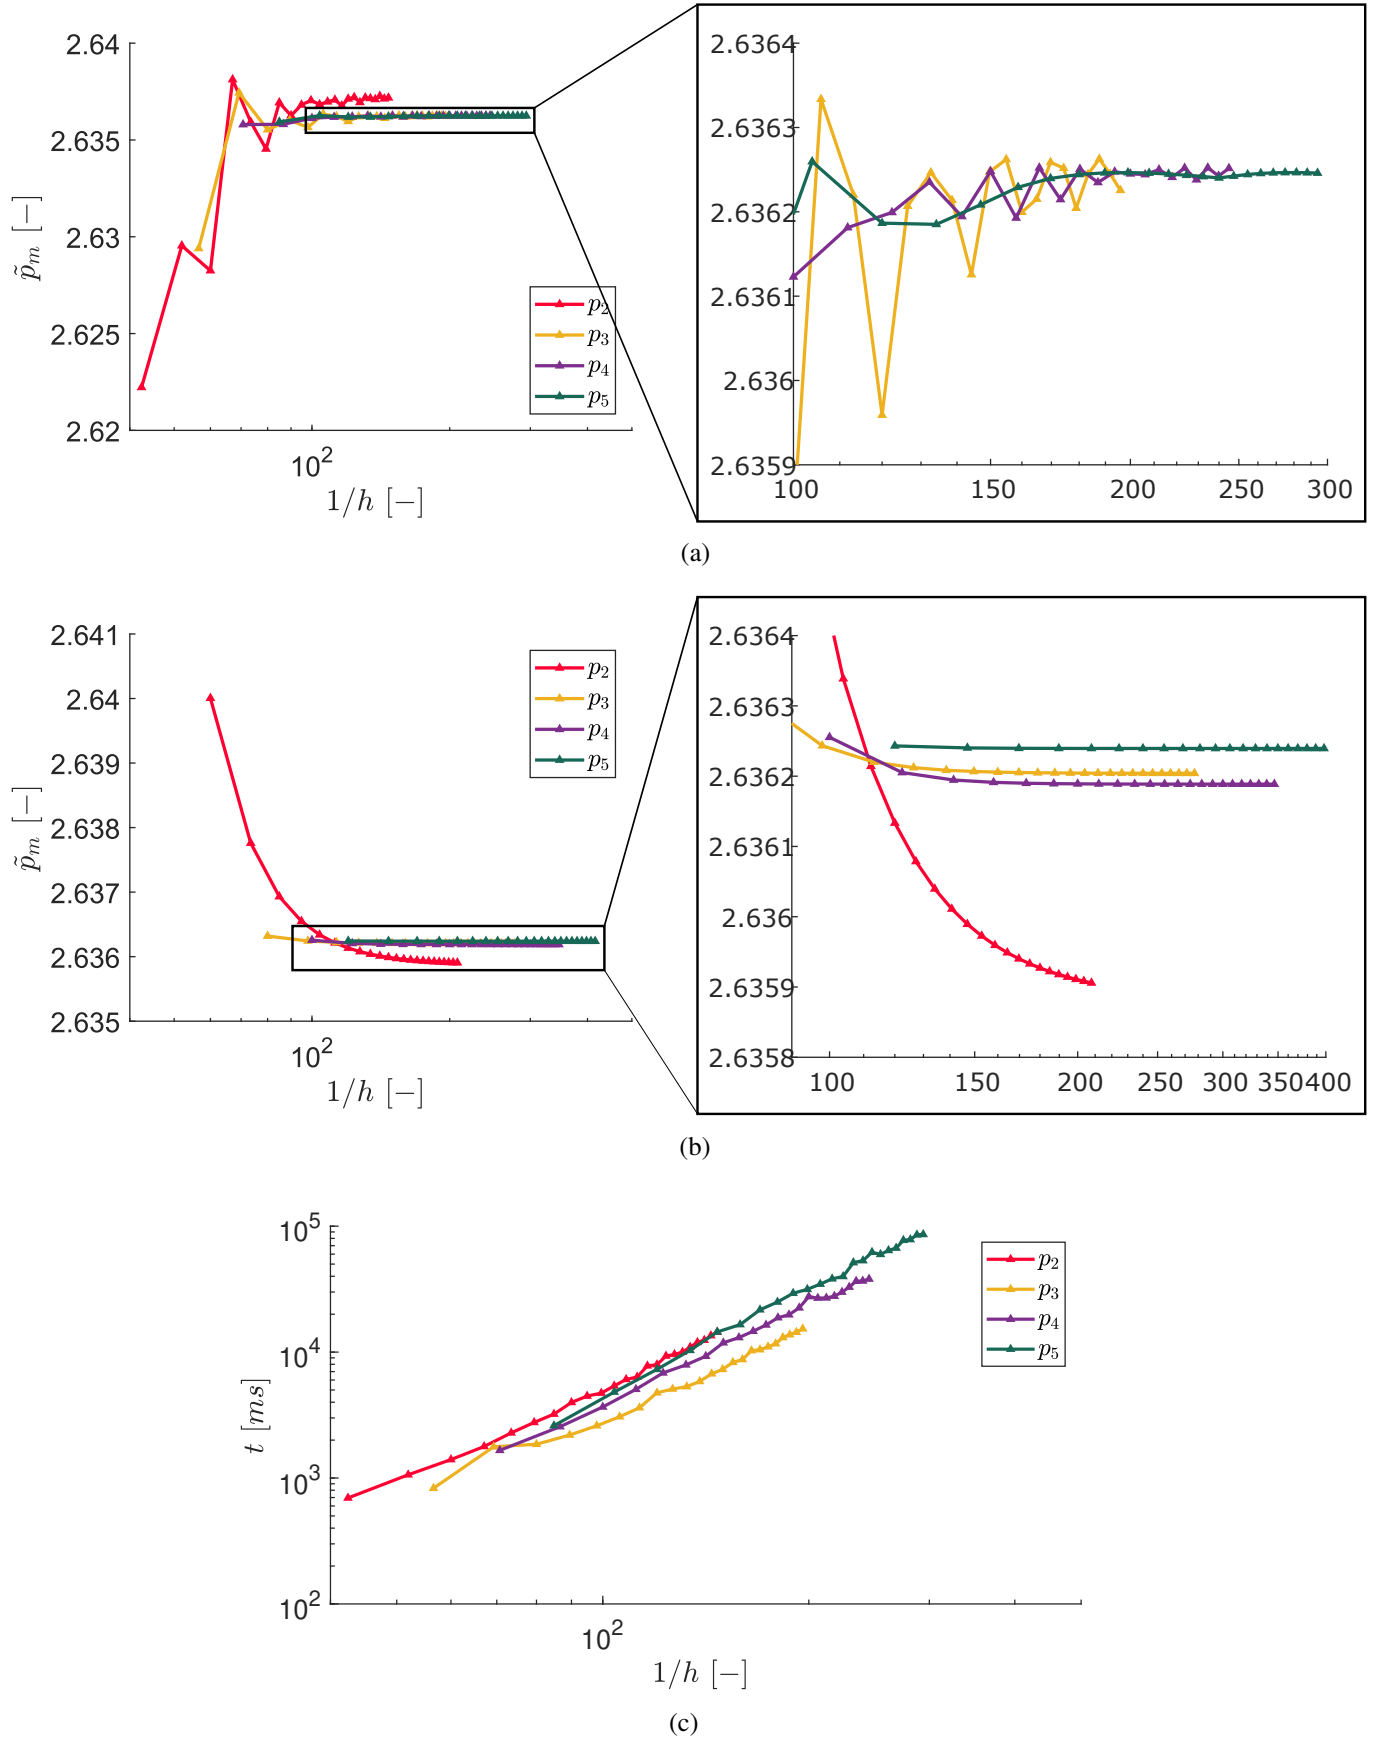 2.64
2.635
2.63
2.625
2.62
p̃ₘ [−]
10²
1/h [−]
p₂
p₃
p₄
p₅
2.6364
2.6363
2.6362
2.6361
2.636
2.6359
100 150 200 250 300
(a)
2.641
2.64
2.639
2.638
2.637
2.636
2.635
p̃ₘ [−]
10²
1/h [−]
p₂
p₃
p₄
p₅
2.6364
2.6363
2.6362
2.6361
2.636
2.6359
2.6358
100 150 200 250 300 350 400
(b)
10⁵
10⁴
10³
10²
t [ms]
10²
1/h [−]
p₂
p₃
p₄
p₅
(c)